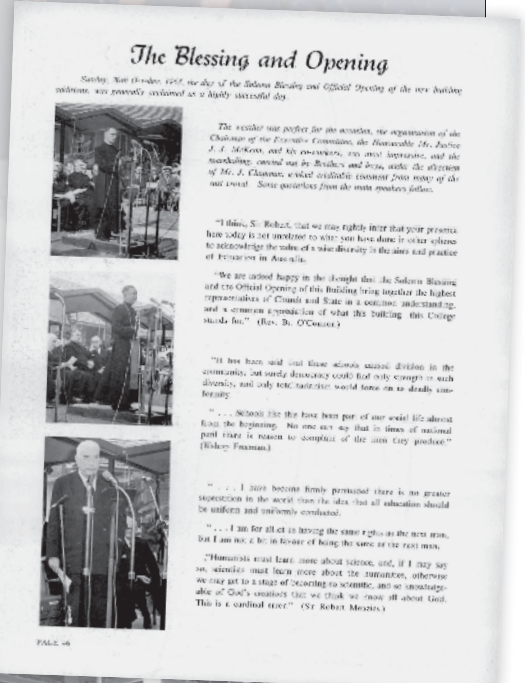 The Blessing and Opening
Sunday, October, the day of the Solemn Blessing and Official Opening of the new building
additions, was generally acclaimed as a highly successful day.
The weather was perfect for the occasion, the organisation of the
Chairman of the Executive Committee, the Honourable Mr. Justice
J. J. McKeon, and his co-workers, was most impressive, and the
marshalling, carried out by Brothers and boys, under the direction
of Mr. J. evoked creditable comment from many of the
vast crowd. Some quotations from the main speakers follow.
"I think, Sir Robert, that we may rightly infer that your presence
here today is not unrelated to what you have done in other spheres
to acknowledge the value of a wise diversity in the aims and practice
of Education in Australia.
"We are indeed happy in the thought that the Solemn Blessing
and the Official Opening of this Building bring together the highest
representatives of Church and State in a common understanding,
and a common appreciation of what this building this College
stands for." (Rev. Dr. O'Connor.)
"It has been said that these schools caused division in the
community, but surely democracy could find only strength in such
diversity, and only totalitarianism would force on us deadly con-
formity.
". . . Schools like this have been part of our social life almost
from the beginning. No one can say that in times of national
peril there is reason to complain of the men they produce."
(Bishop Freeman.)
". . . I have become firmly persuaded there is no greater
superstition in the world than the idea that all education should
be uniform and uniformly conducted.
". . . I am for all of us having the same rights as the next man,
but I am not a bit in favour of being the same as the next man.
"Humanists must learn more about science, and, if I may say
so, scientists must learn more about the humanities, otherwise
we may get to a stage of becoming so scientific, and so knowledge-
able of God's creations that we think we know all about God.
This is a cardinal error." (Sir Robert Menzies.)
PAGE